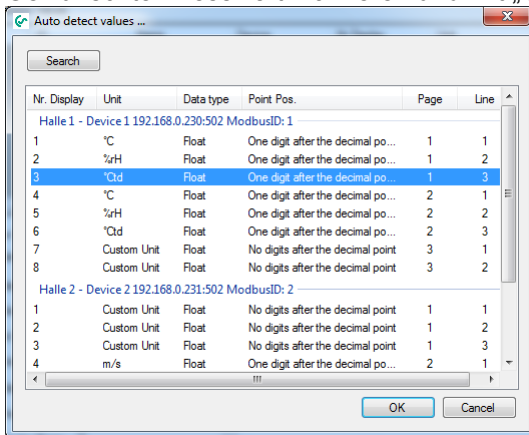 Auto detect values ...
Search
Nr. Display Unit Data type Point Pos. Page Line
Halle 1 - Device 1 192.168.0.230:502 ModbusID: 1
1 °C Float One digit after the decimal po... 1 1
2 %rH Float One digit after the decimal po... 1 2
3 °Ctd Float One digit after the decimal po... 1 3
4 °C Float One digit after the decimal po... 2 1
5 %rH Float One digit after the decimal po... 2 2
6 °Ctd Float One digit after the decimal po... 2 3
7 Custom Unit Float No digits after the decimal point 3 1
8 Custom Unit Float No digits after the decimal point 3 2
Halle 2 - Device 2 192.168.0.231:502 ModbusID: 2
1 Custom Unit Float No digits after the decimal point 1 1
2 Custom Unit Float No digits after the decimal point 1 2
3 Custom Unit Float No digits after the decimal point 1 3
4 m/s Float One digit after the decimal po... 2 1
OK Cancel